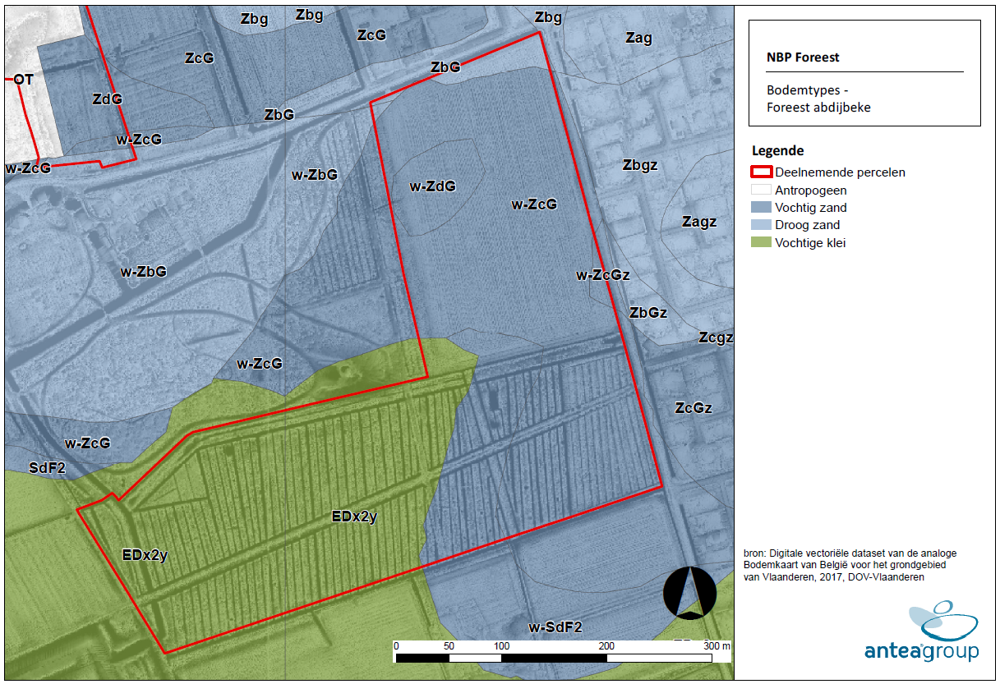 Zbg
Zbg
Zbg
ZcG
Zag
ZcG
ZbG
OT
ZdG
ZbG
w-ZcG
w-ZcG
w-ZbG
Zbgz
w-ZdG
w-ZcG
Zagz
w-ZbG
w-ZcGz
ZbGz
Zcgz
w-ZcG
ZcGz
w-ZcG
SdF2
EDx2y
EDx2y
w-SdF2
0 50 100 200 300 m
NBP Foreest
Bodemtypes -
Foreest abdijbeke
Legende
Deelnemende percelen
Antropogeen
Vochtig zand
Droog zand
Vochtige klei
bron: Digitale vectoriële dataset van de analoge
Bodemkaart van België voor het grondgebied
van Vlaanderen, 2017, DOV-Vlaanderen
anteagroup